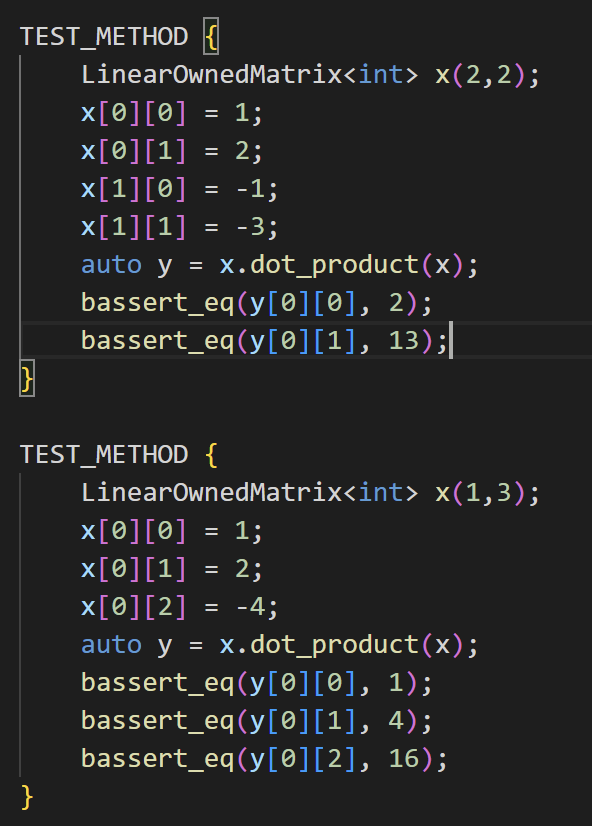 TEST_METHOD {
    LinearOwnedMatrix<int> x(2,2);
    x[0][0] = 1;
    x[0][1] = 2;
    x[1][0] = -1;
    x[1][1] = -3;
    auto y = x.dot_product(x);
    bassert_eq(y[0][0], 2);
    bassert_eq(y[0][1], 13);
}

TEST_METHOD {
    LinearOwnedMatrix<int> x(1,3);
    x[0][0] = 1;
    x[0][1] = 2;
    x[0][2] = -4;
    auto y = x.dot_product(x);
    bassert_eq(y[0][0], 1);
    bassert_eq(y[0][1], 4);
    bassert_eq(y[0][2], 16);
}